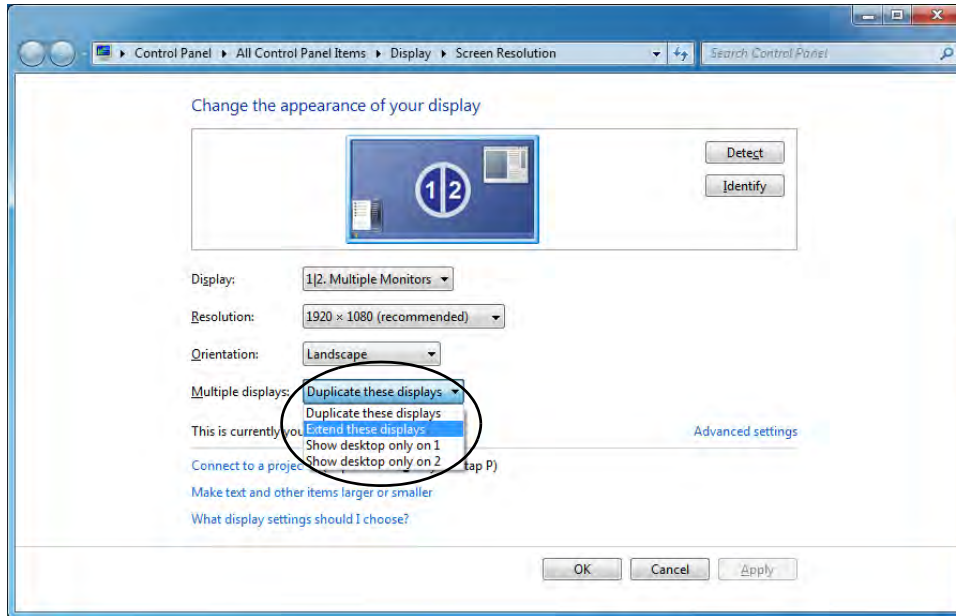 Control Panel ▸ All Control Panel Items ▸ Display ▸ Screen Resolution
Search Control Panel
Change the appearance of your display
1 2
Detect
Identify
Display: 1|2. Multiple Monitors
Resolution: 1920 × 1080 (recommended)
Orientation: Landscape
Multiple displays: Duplicate these displays
Duplicate these displays
Extend these displays
Show desktop only on 1
Show desktop only on 2
This is currently you
Advanced settings
Connect to a projec tap P)
Make text and other items larger or smaller
What display settings should I choose?
OK Cancel Apply